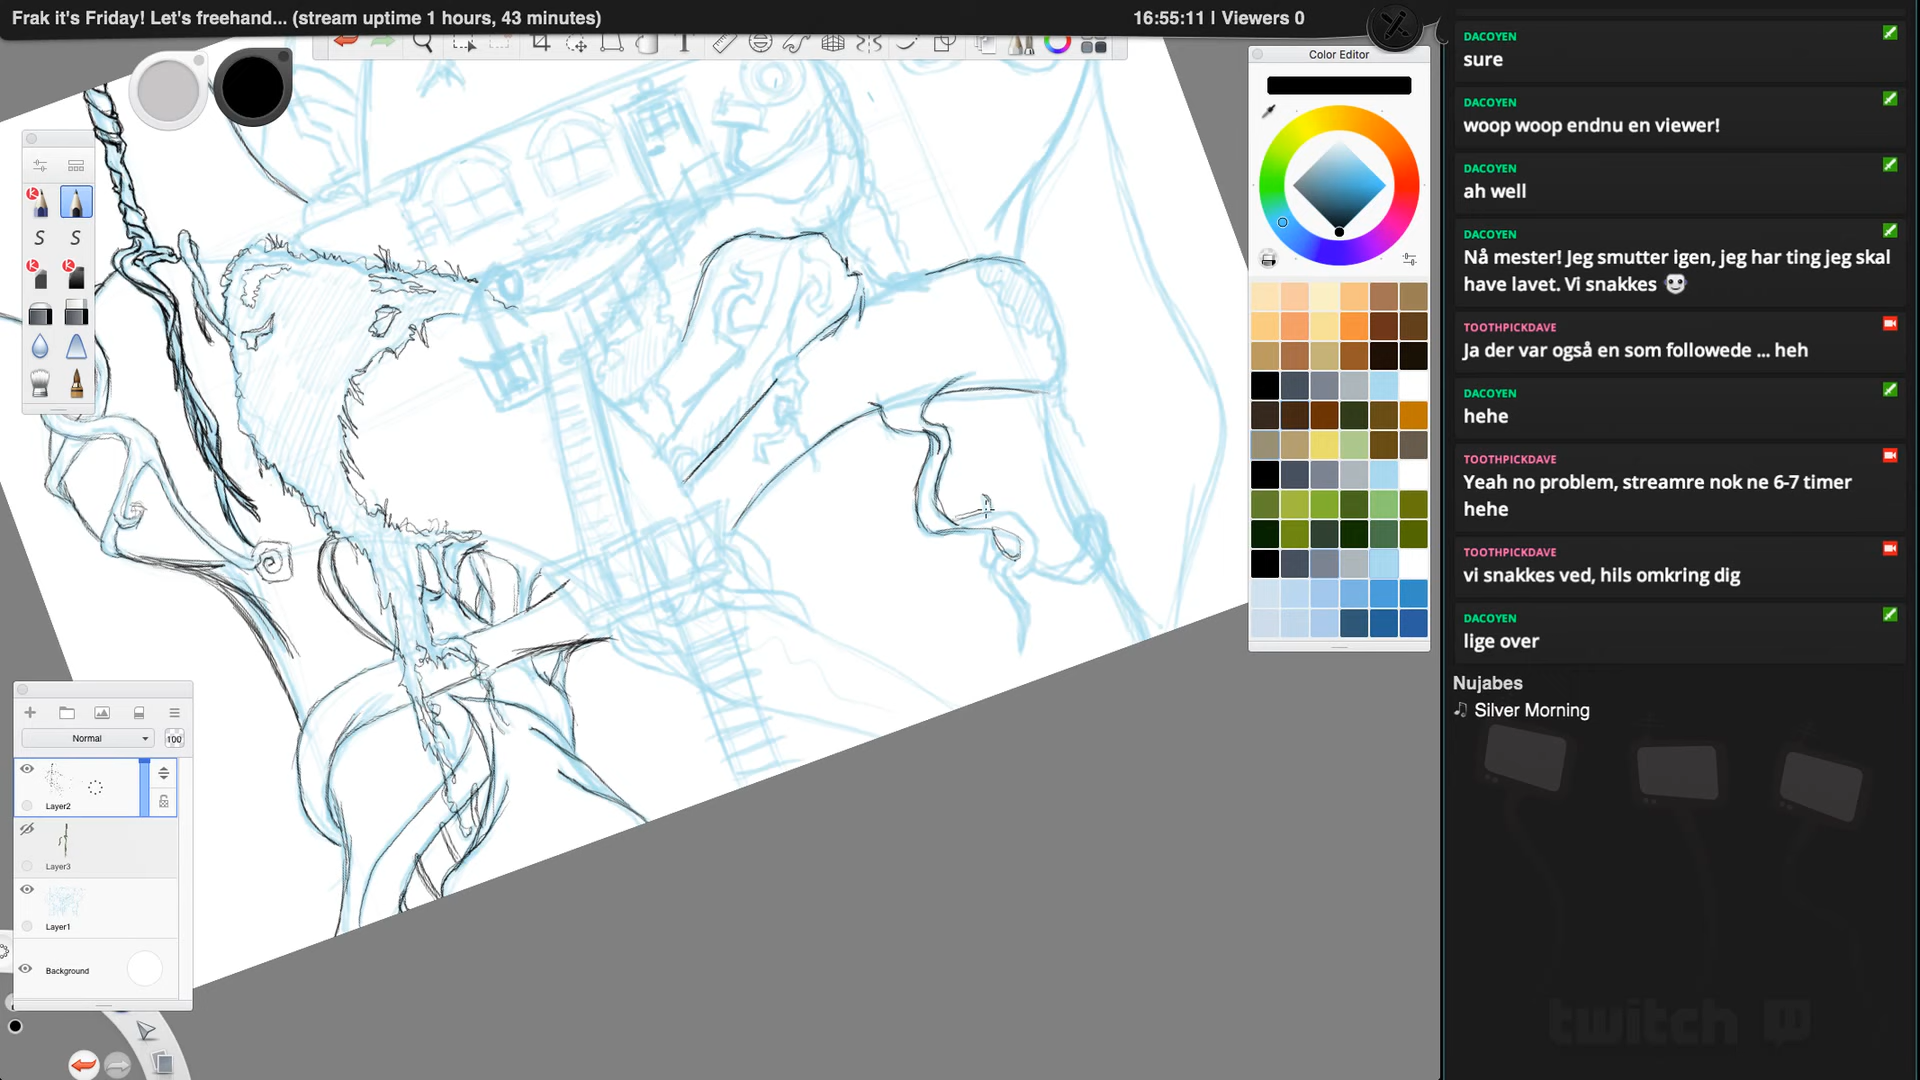 Frak it's Friday! Let's freehand... (stream uptime 1 hours, 43 minutes)
16:55:11 | Viewers 0
Color Editor
Normal
100
Layer2
Layer3
Layer1
Background
DACOYEN
sure
DACOYEN
woop woop endnu en viewer!
DACOYEN
ah well
DACOYEN
Nå mester! Jeg smutter igen, jeg har ting jeg skal
have lavet. Vi snakkes
TOOTHPICKDAVE
Ja der var også en som followede ... heh
DACOYEN
hehe
TOOTHPICKDAVE
Yeah no problem, streamre nok ne 6-7 timer
hehe
TOOTHPICKDAVE
vi snakkes ved, hils omkring dig
DACOYEN
lige over
Nujabes
Silver Morning
twitch